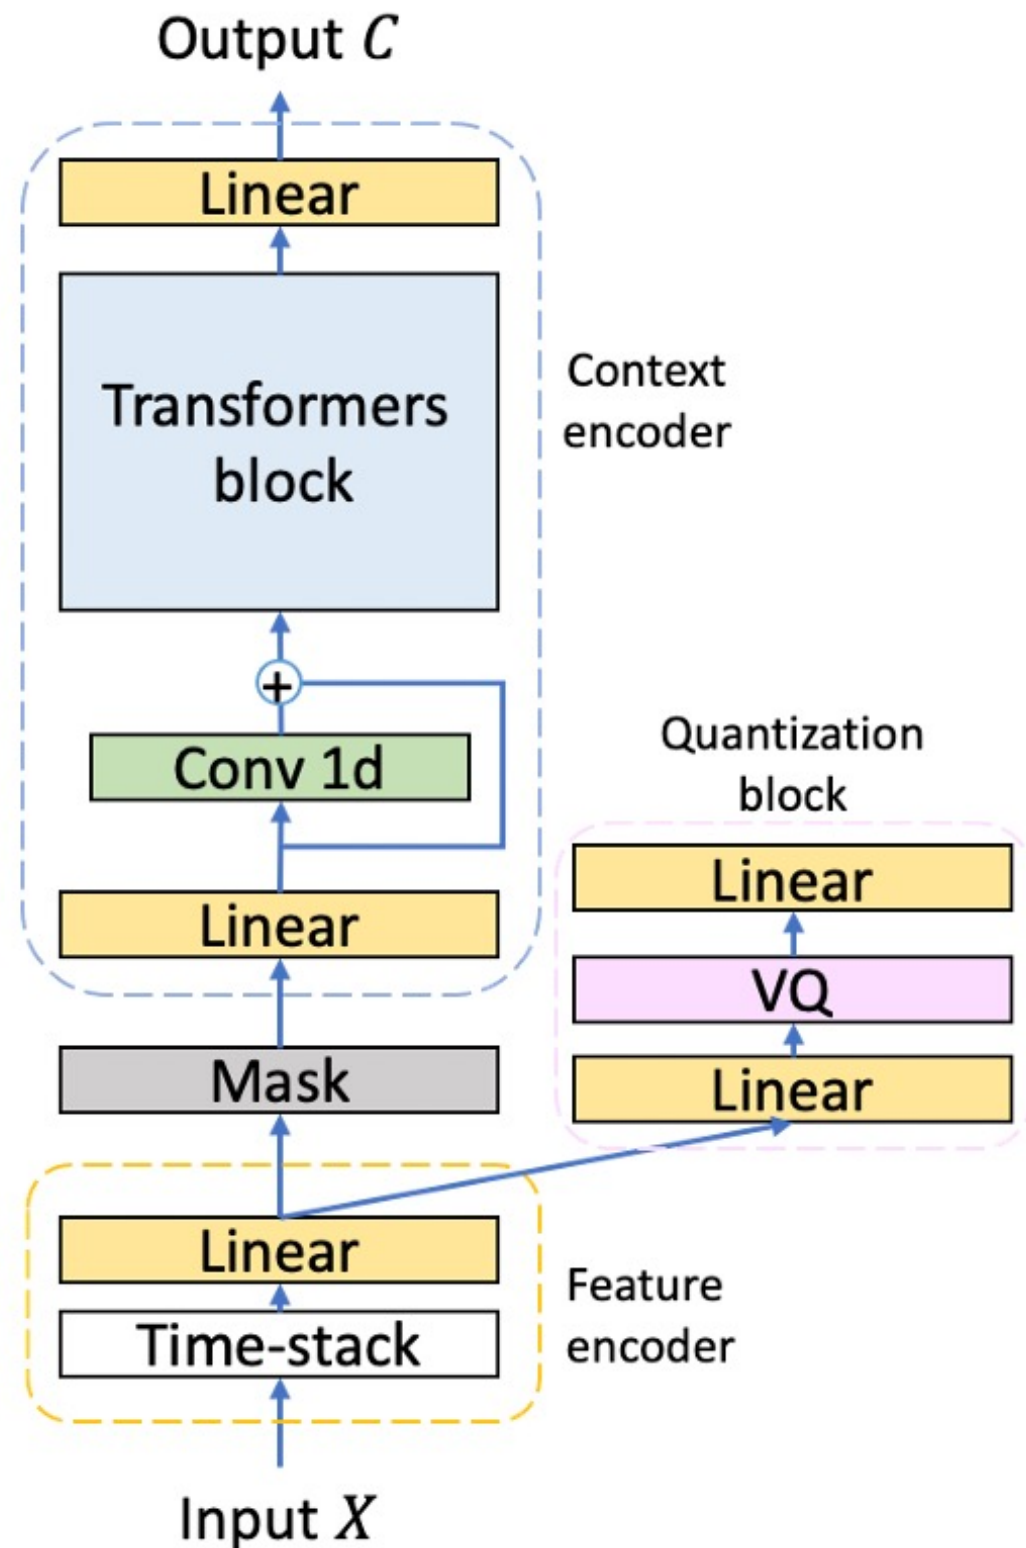 Output C
Linear
Transformers
block
Context
encoder
+
Conv 1d
Linear
Quantization
block
Linear
VQ
Linear
Mask
Linear
Time-stack
Feature
encoder
Input X